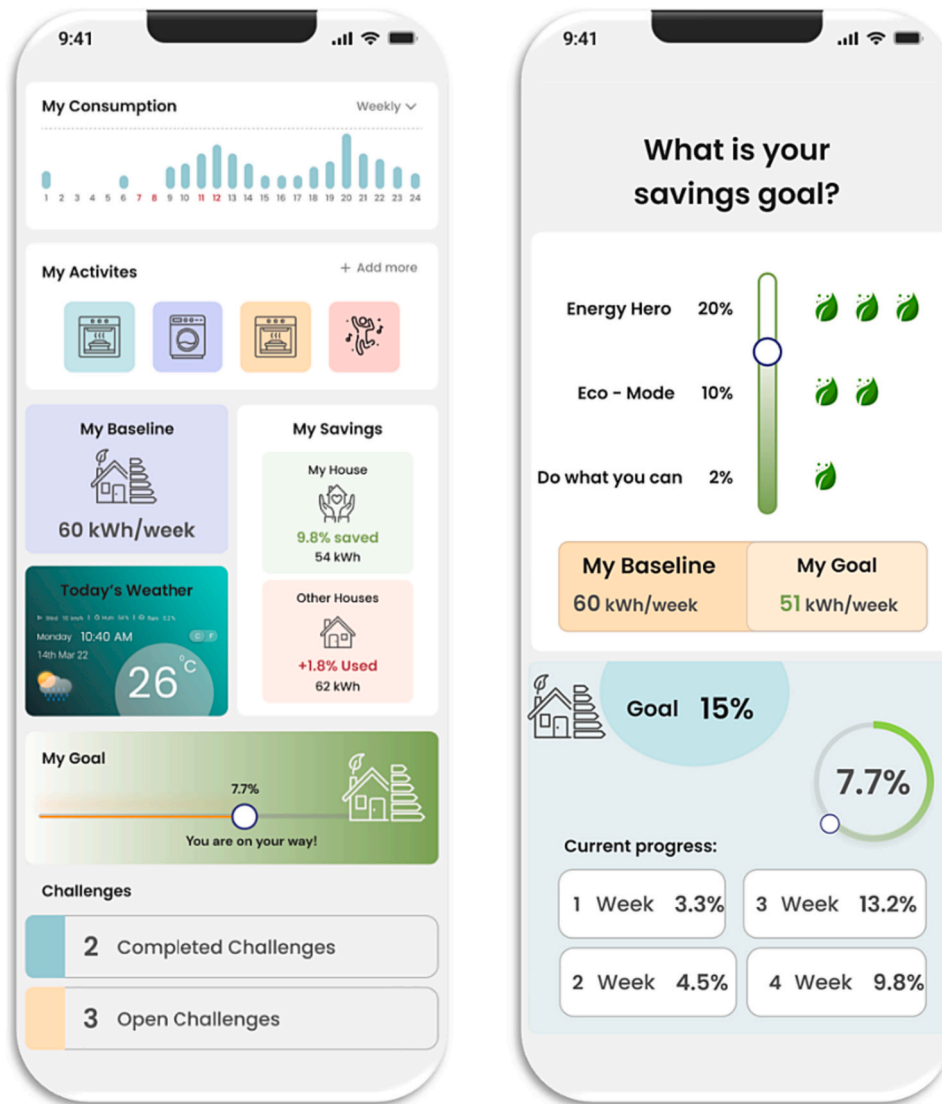 9:41
My Consumption
Weekly
1 2 3 4 5 6 7 8 9 10 11 12 13 14 15 16 17 18 19 20 21 22 23 24
My Activites
+ Add more
My Baseline
60 kWh/week
My Savings
My House
9.8% saved
54 kWh
Other Houses
+1.8% Used
62 kWh
Today's Weather
Monday 10:40 AM
C F
14th Mar 22
26°C
My Goal
7.7%
You are on your way!
Challenges
2 Completed Challenges
3 Open Challenges
9:41
What is your
savings goal?
Energy Hero 20%
Eco - Mode 10%
Do what you can 2%
My Baseline
60 kWh/week
My Goal
51 kWh/week
Goal 15%
7.7%
Current progress:
1 Week 3.3%
3 Week 13.2%
2 Week 4.5%
4 Week 9.8%